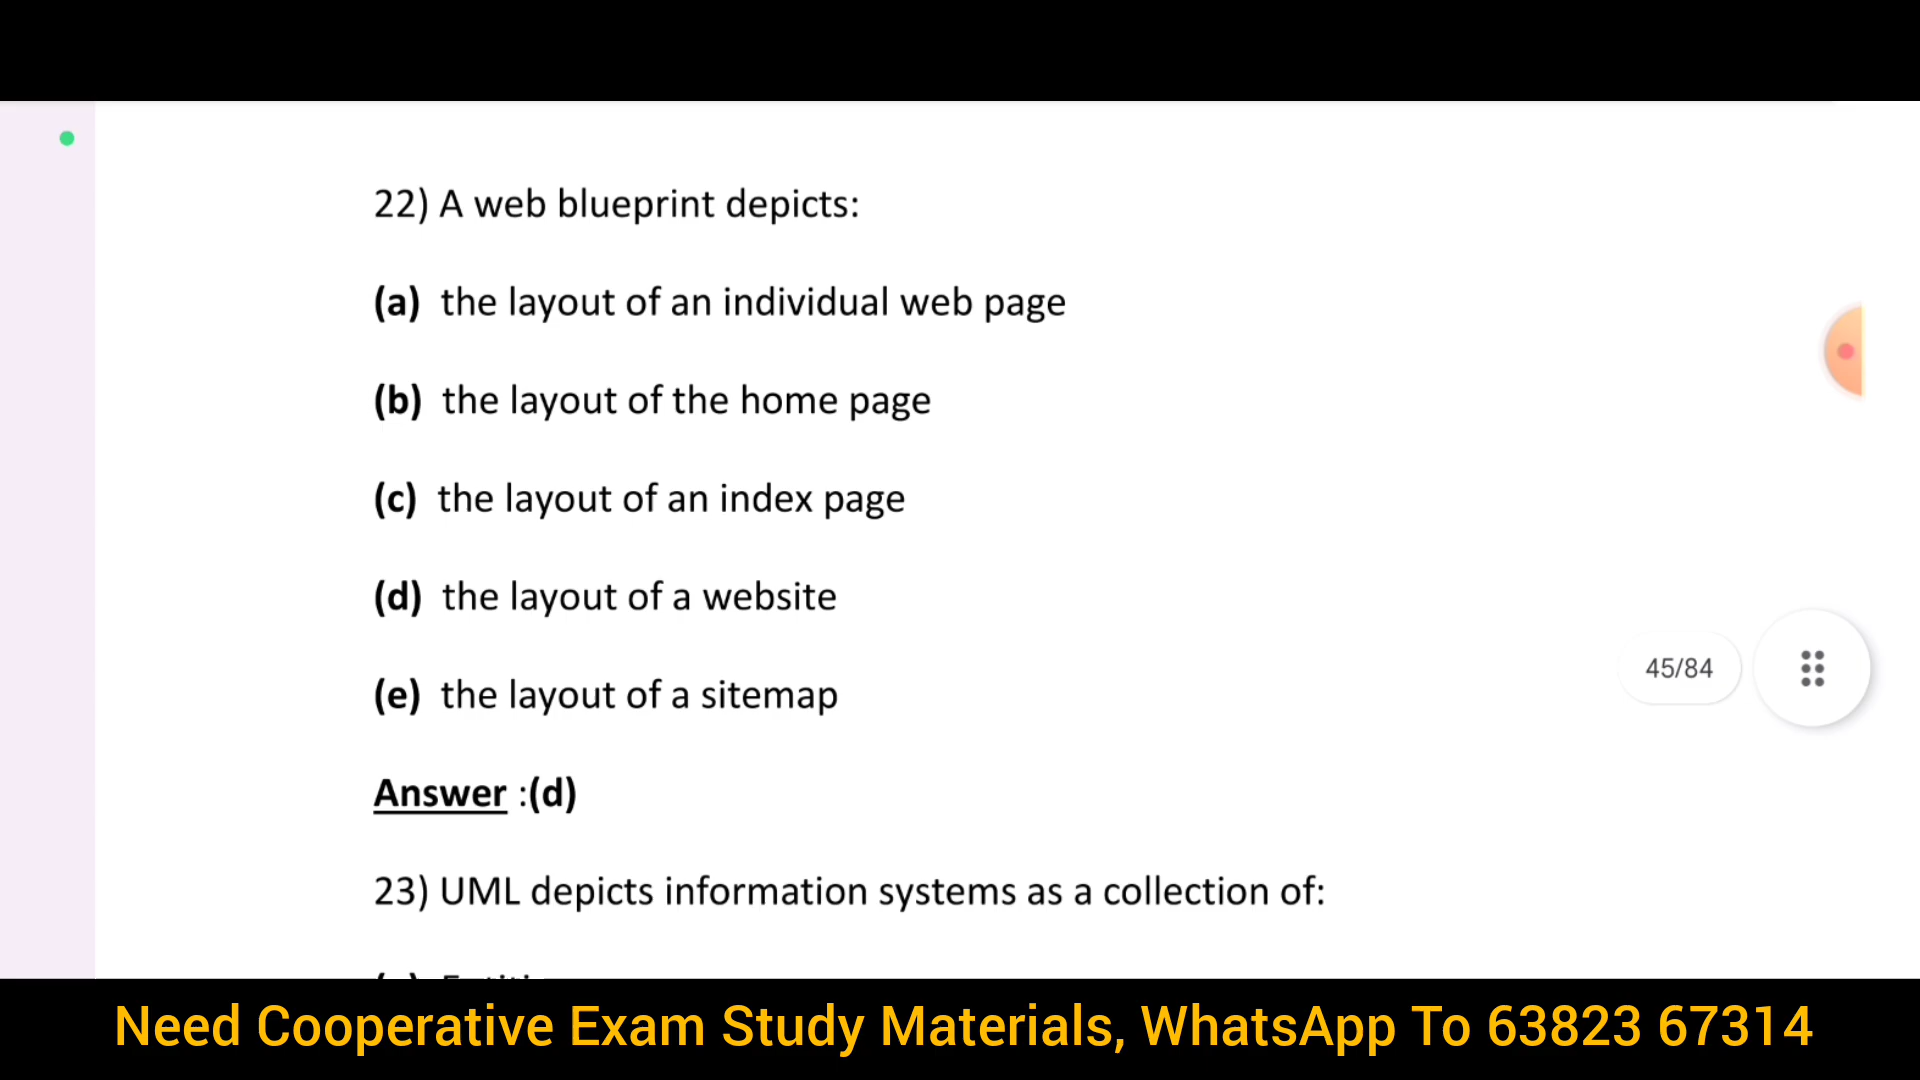 22) A web blueprint depicts:
(a) the layout of an individual web page
(b) the layout of the home page
(c) the layout of an index page
(d) the layout of a website
(e) the layout of a sitemap
45/84
Answer :(d)
23) UML depicts information systems as a collection of:
Need Cooperative Exam Study Materials, WhatsApp To 63823 67314